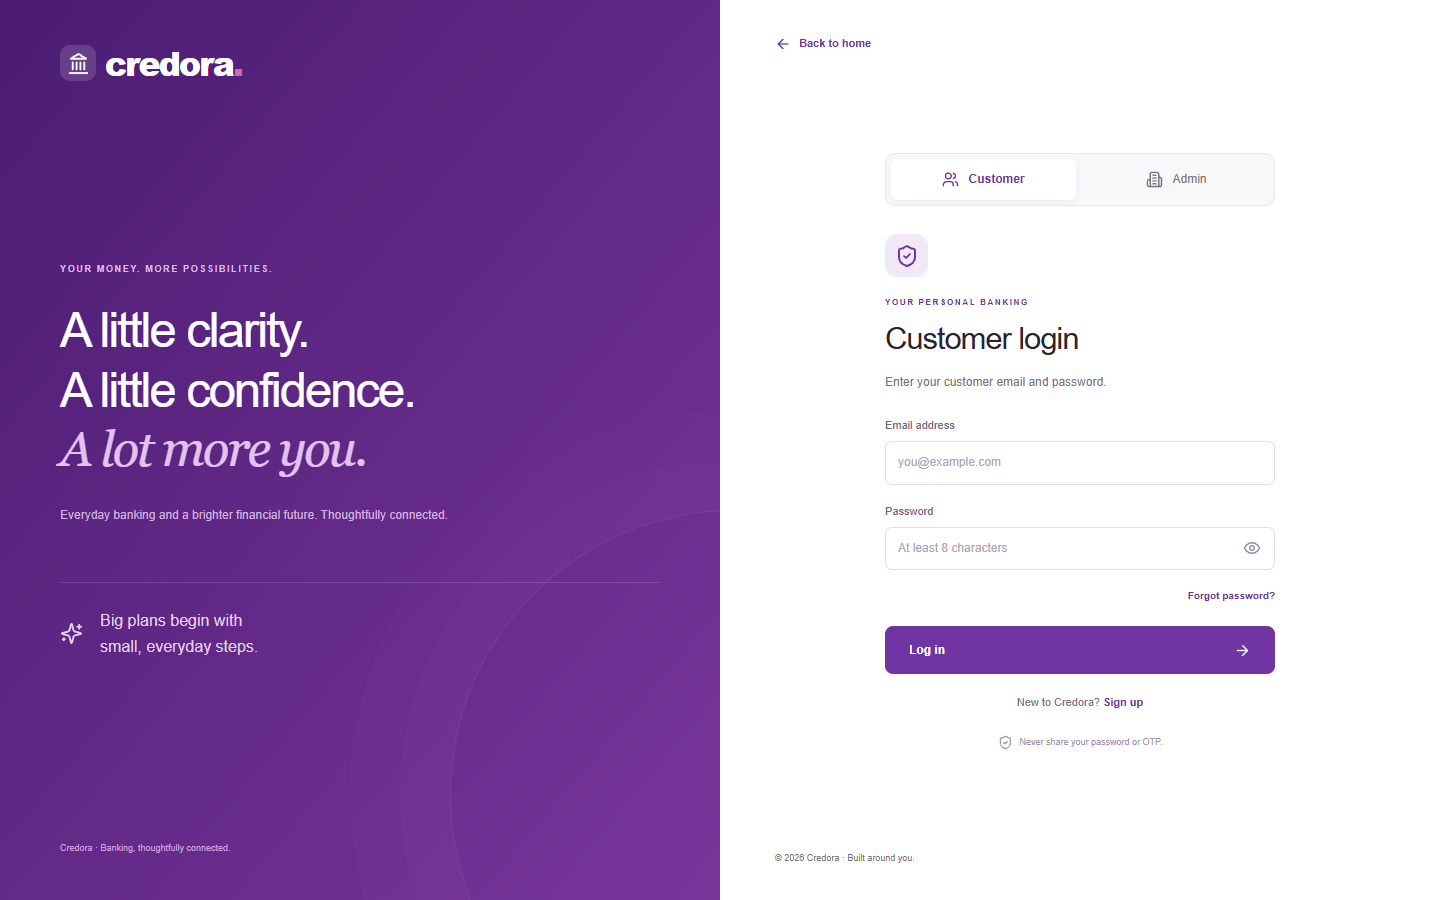 credora.
YOUR MONEY. MORE POSSIBILITIES.
A little clarity.
A little confidence.
A lot more you.
Everyday banking and a brighter financial future. Thoughtfully connected.
Big plans begin with
small, everyday steps.
Credora · Banking, thoughtfully connected.
Back to home
Customer
Admin
YOUR PERSONAL BANKING
Customer login
Enter your customer email and password.
Email address
you@example.com
Password
At least 8 characters
Forgot password?
Log in
New to Credora? Sign up
Never share your password or OTP.
© 2026 Credora · Built around you.